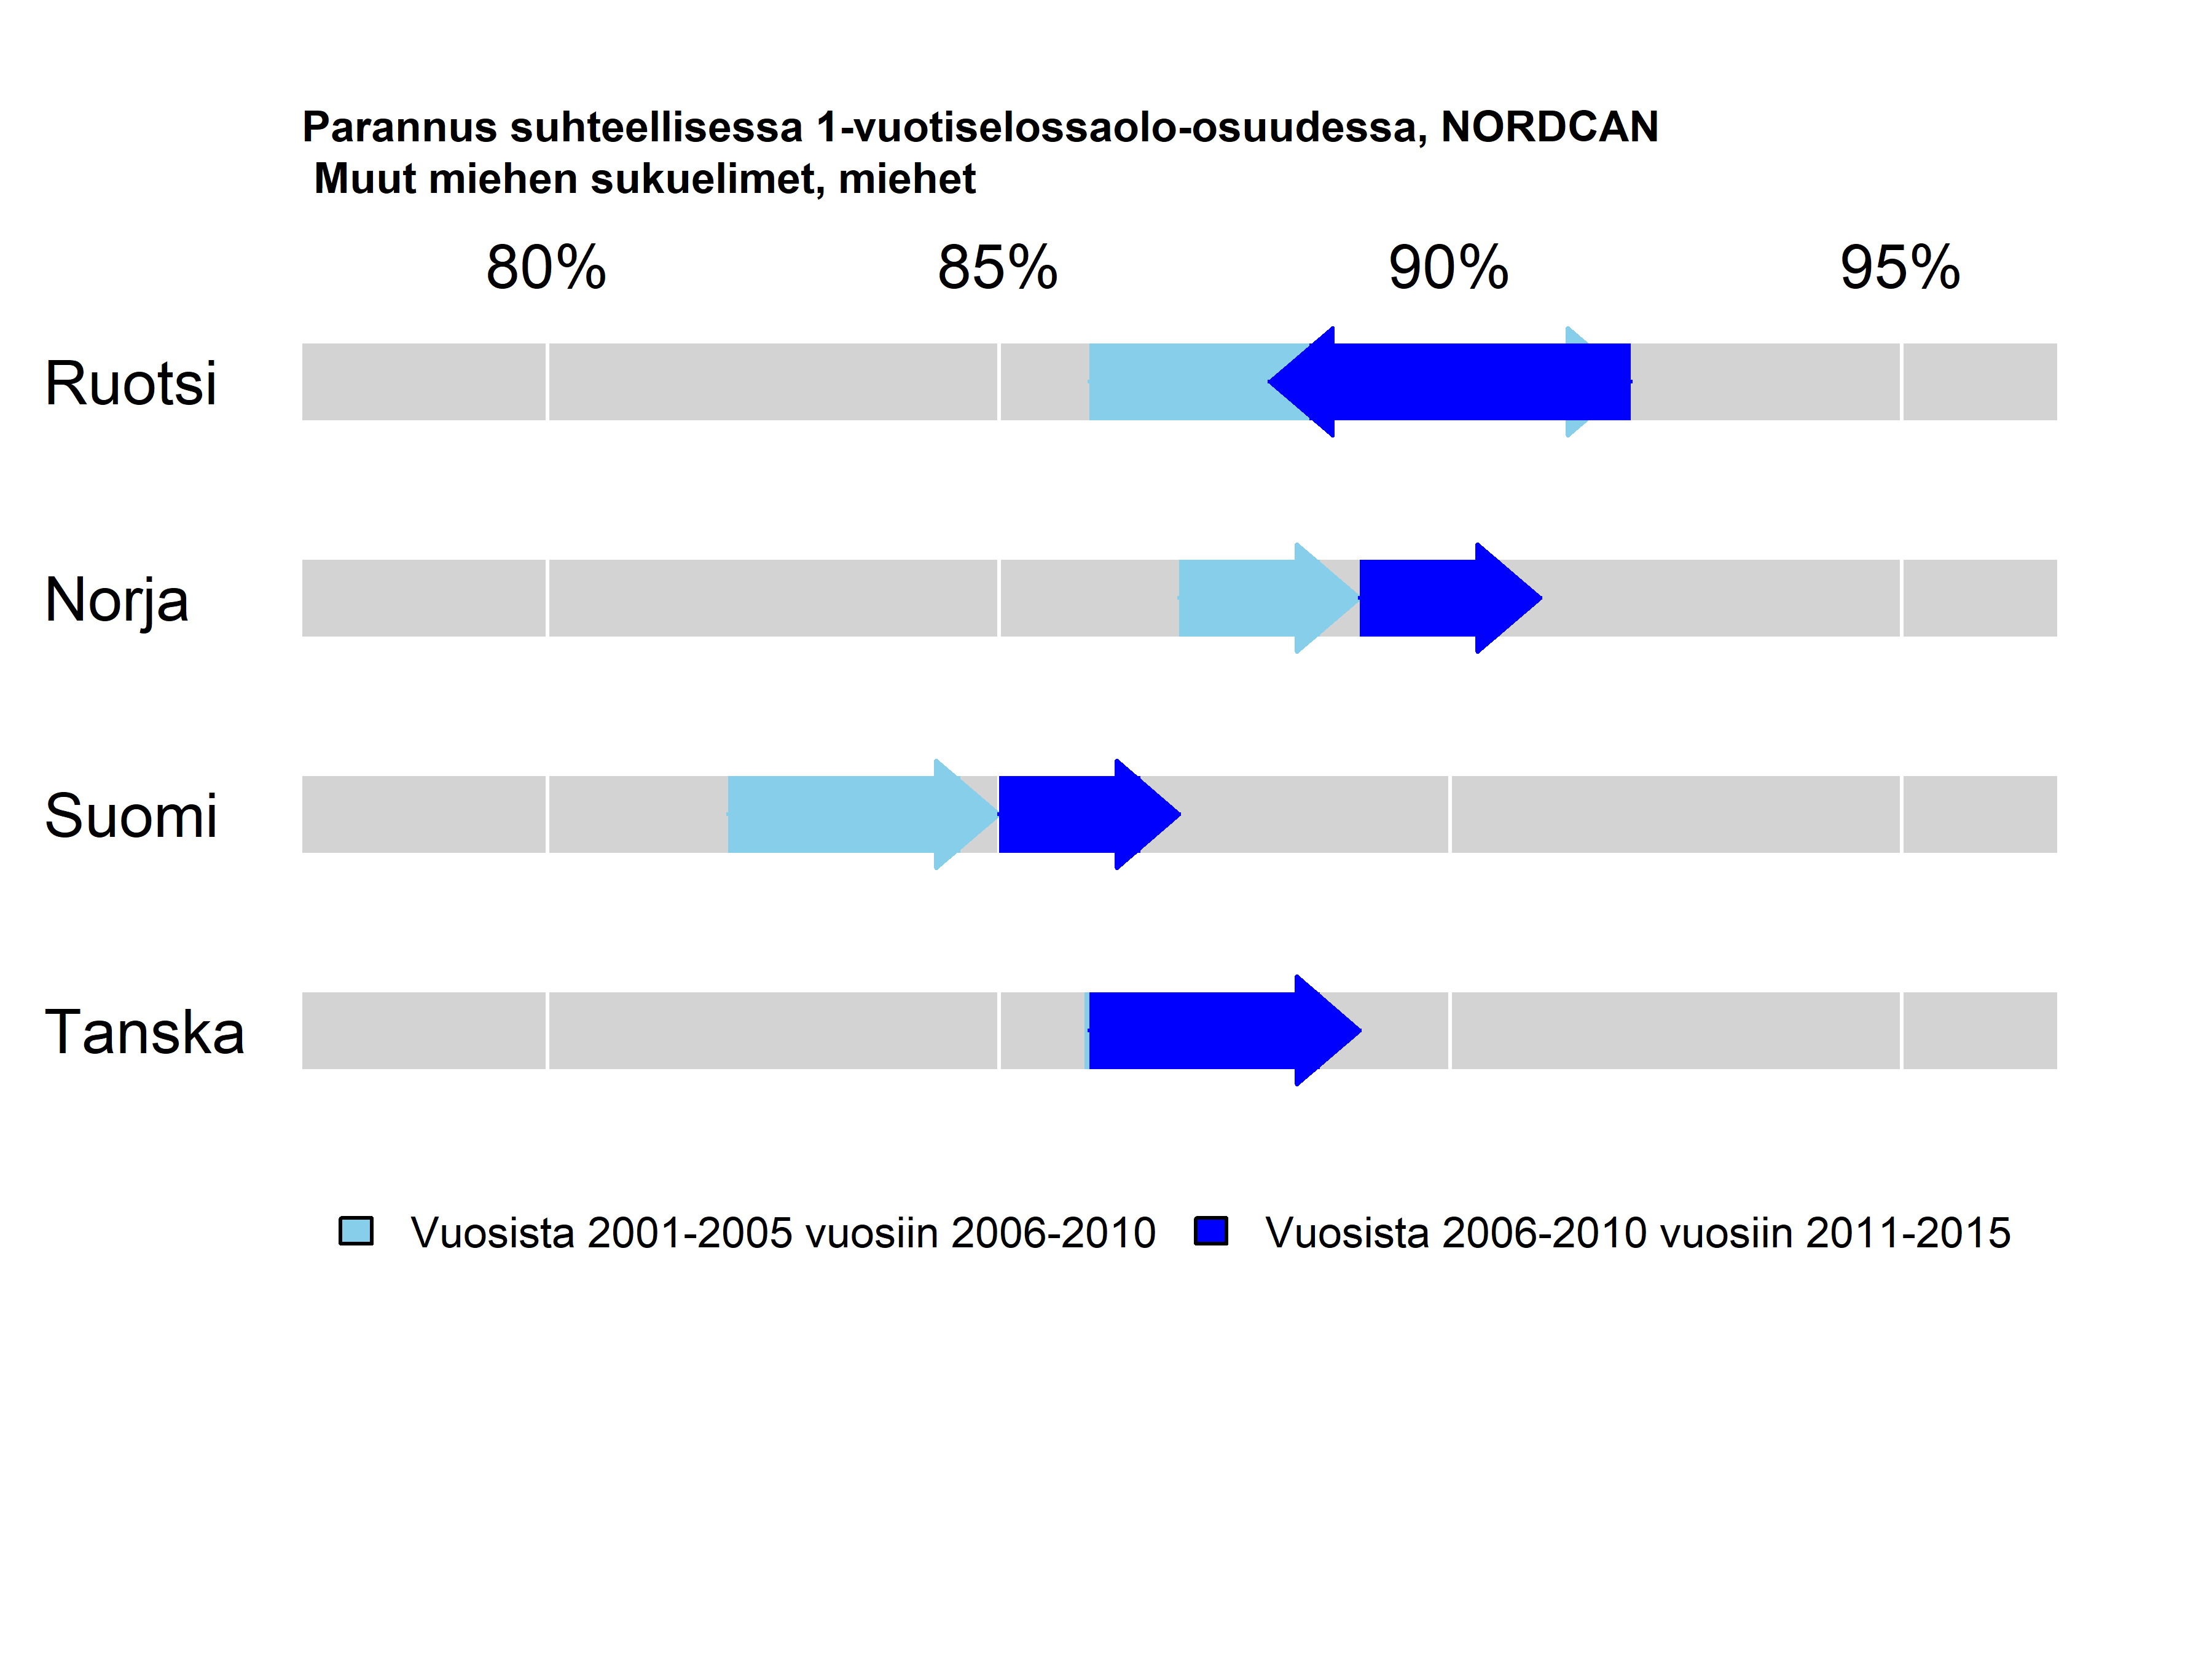 Parannus suhteellisessa 1-vuotiselossaolo-osuudessa, NORDCAN
Muut miehen sukuelimet, miehet
80% 85% 90% 95%
Ruotsi
Norja
Suomi
Tanska
Vuosista 2001-2005 vuosiin 2006-2010 Vuosista 2006-2010 vuosiin 2011-2015